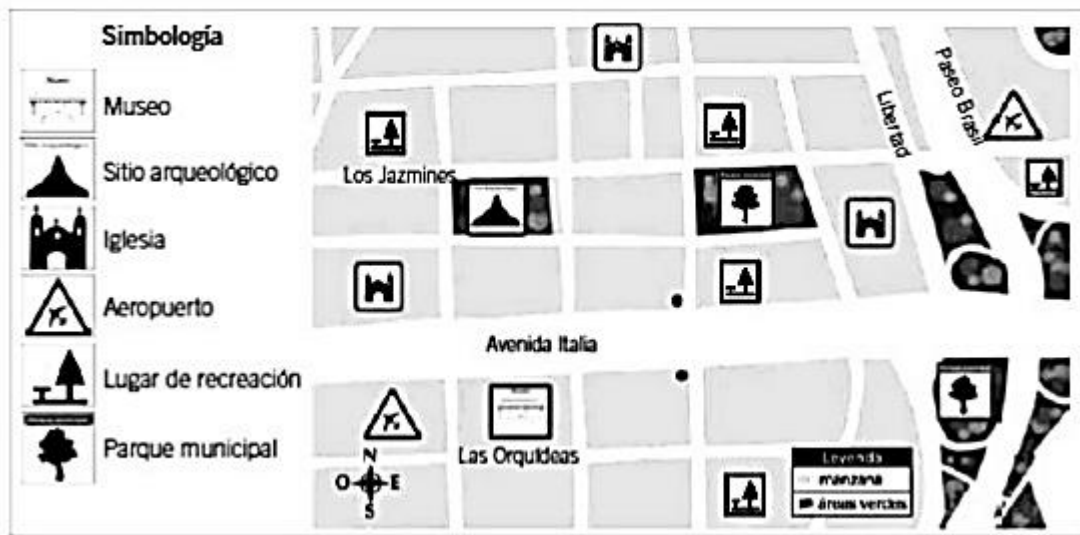 Simbología
Museo
Sitio arqueológico
Iglesia
Aeropuerto
Lugar de recreación
Parque municipal
Libertad
Paseo Brasil
Los Jazmines
Avenida Italia
Las Orquídeas
N
O E
S
Leyenda
manzana
áreas verdes